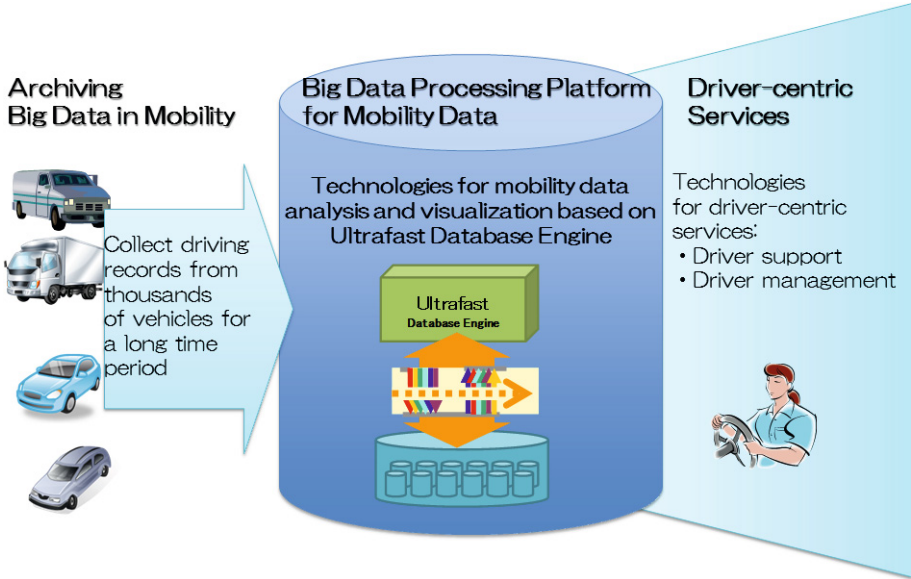 Archiving
Big Data in Mobility
Collect driving
records from
thousands
of vehicles for
a long time
period
Big Data Processing Platform
for Mobility Data
Technologies for mobility data
analysis and visualization based on
Ultrafast Database Engine
Ultrafast
Database Engine
Driver-centric
Services
Technologies
for driver-centric
services:
・Driver support
・Driver management